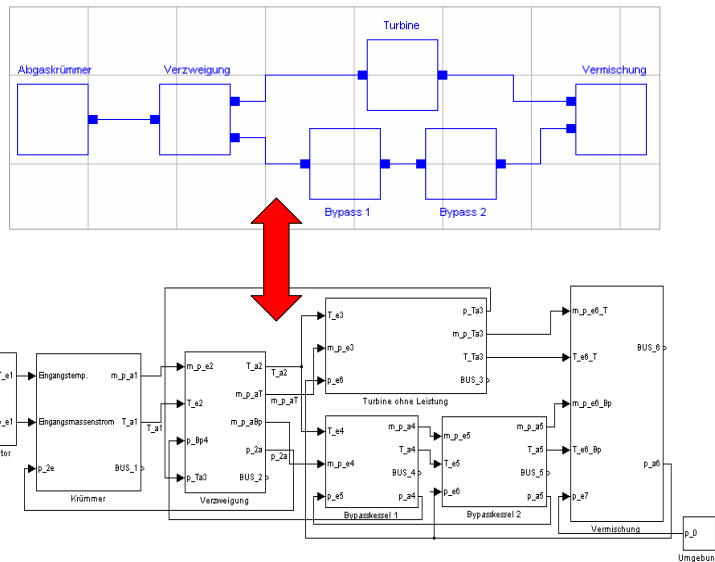 Turbine
Abgaskrümmer
Verzweigung
Vermischung
Bypass 1
Bypass 2
T_e1
Eingangstemp.
m_p_a1
Eingangsmassenstrom
T_a1
p_2e
BUS_1
Krümmer
T_a1
m_p_e2
T_a2
T_e2
m_p_aT
m_p_aBp
p_Bp4
p_2a
p_Ta3
BUS_2
Verzweigung
T_a2
m_p_aT
p_2a
T_e3
p_Ta3
m_p_e3
m_p_Ta3
T_Ta3
p_e6
BUS_3
Turbine ohne Leistung
T_e4
m_p_a4
m_p_e4
T_a4
BUS_4
p_e5
p_a4
Bypasskessel 1
m_p_e5
m_p_a5
T_e5
T_a5
BUS_5
p_e6
p_a5
Bypasskessel 2
m_p_e6_T
BUS_6
T_e6_T
m_p_e6_Bp
T_e6_Bp
p_a6
p_e7
Vermischung
p_0
Umgebun